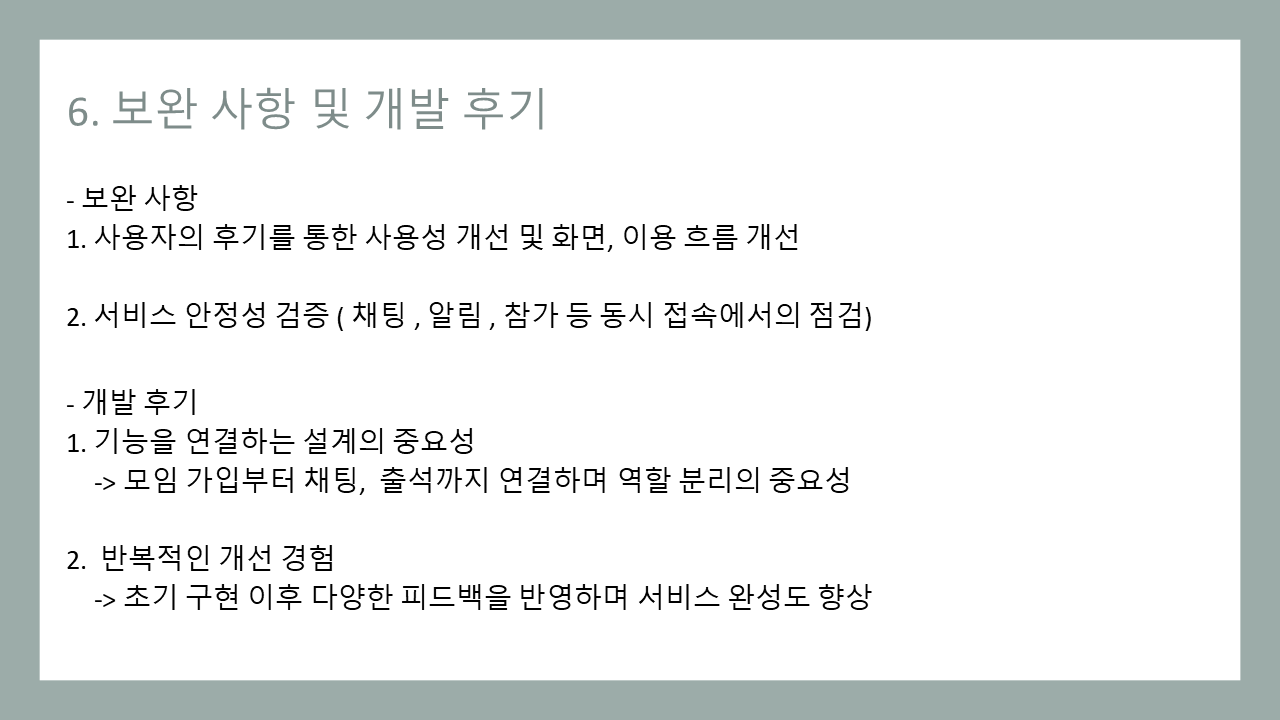 6. 보완 사항 및 개발 후기
- 보완 사항
1. 사용자의 후기를 통한 사용성 개선 및 화면, 이용 흐름 개선
2. 서비스 안정성 검증 ( 채팅 , 알림 , 참가 등 동시 접속에서의 점검)
- 개발 후기
1. 기능을 연결하는 설계의 중요성
-> 모임 가입부터 채팅,  출석까지 연결하며 역할 분리의 중요성
2.  반복적인 개선 경험
-> 초기 구현 이후 다양한 피드백을 반영하며 서비스 완성도 향상